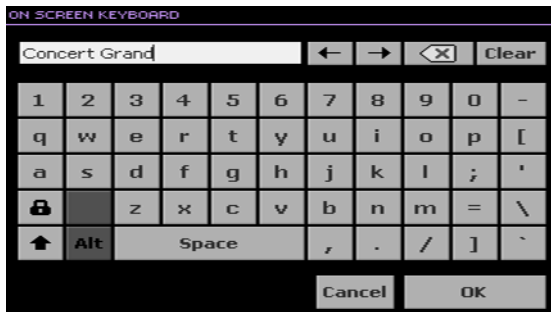 ON SCREEN KEYBOARD
Concert Grand ← → Clear
1 2 3 4 5 6 7 8 9 0 -
q w e r t y u i o p [
a s d f g h j k l ; '
z x c v b n m = \
Alt Space , . / ] `
Cancel OK